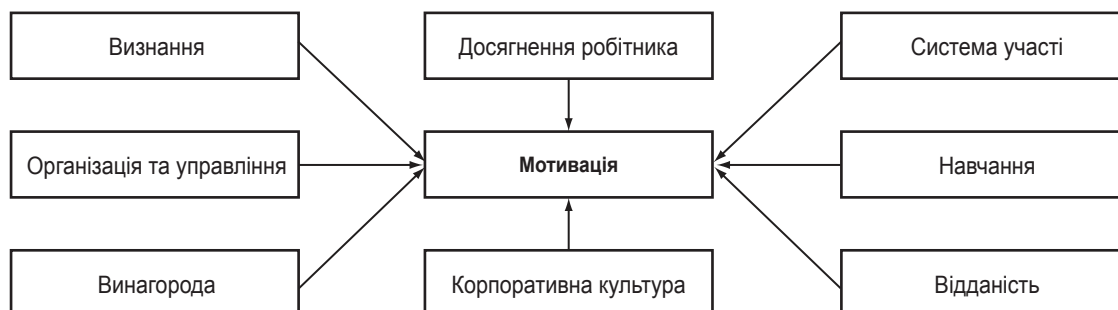 Визнання
Досягнення робітника
Система участі
Організація та управління
Мотивація
Навчання
Винагорода
Корпоративна культура
Відданість